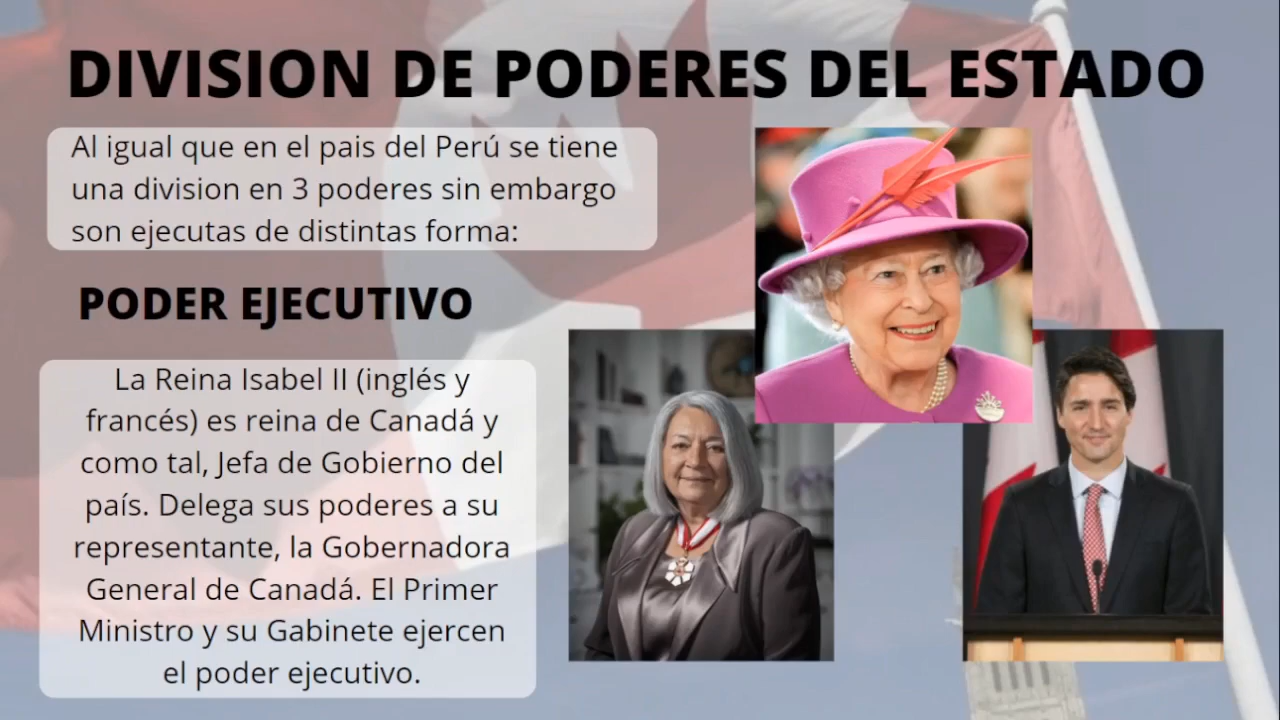 DIVISION DE PODERES DEL ESTADO
Al igual que en el pais del Perú se tiene
una division en 3 poderes sin embargo
son ejecutas de distintas forma:
PODER EJECUTIVO
La Reina Isabel II (inglés y
francés) es reina de Canadá y
como tal, Jefa de Gobierno del
país. Delega sus poderes a su
representante, la Gobernadora
General de Canadá. El Primer
Ministro y su Gabinete ejercen
el poder ejecutivo.